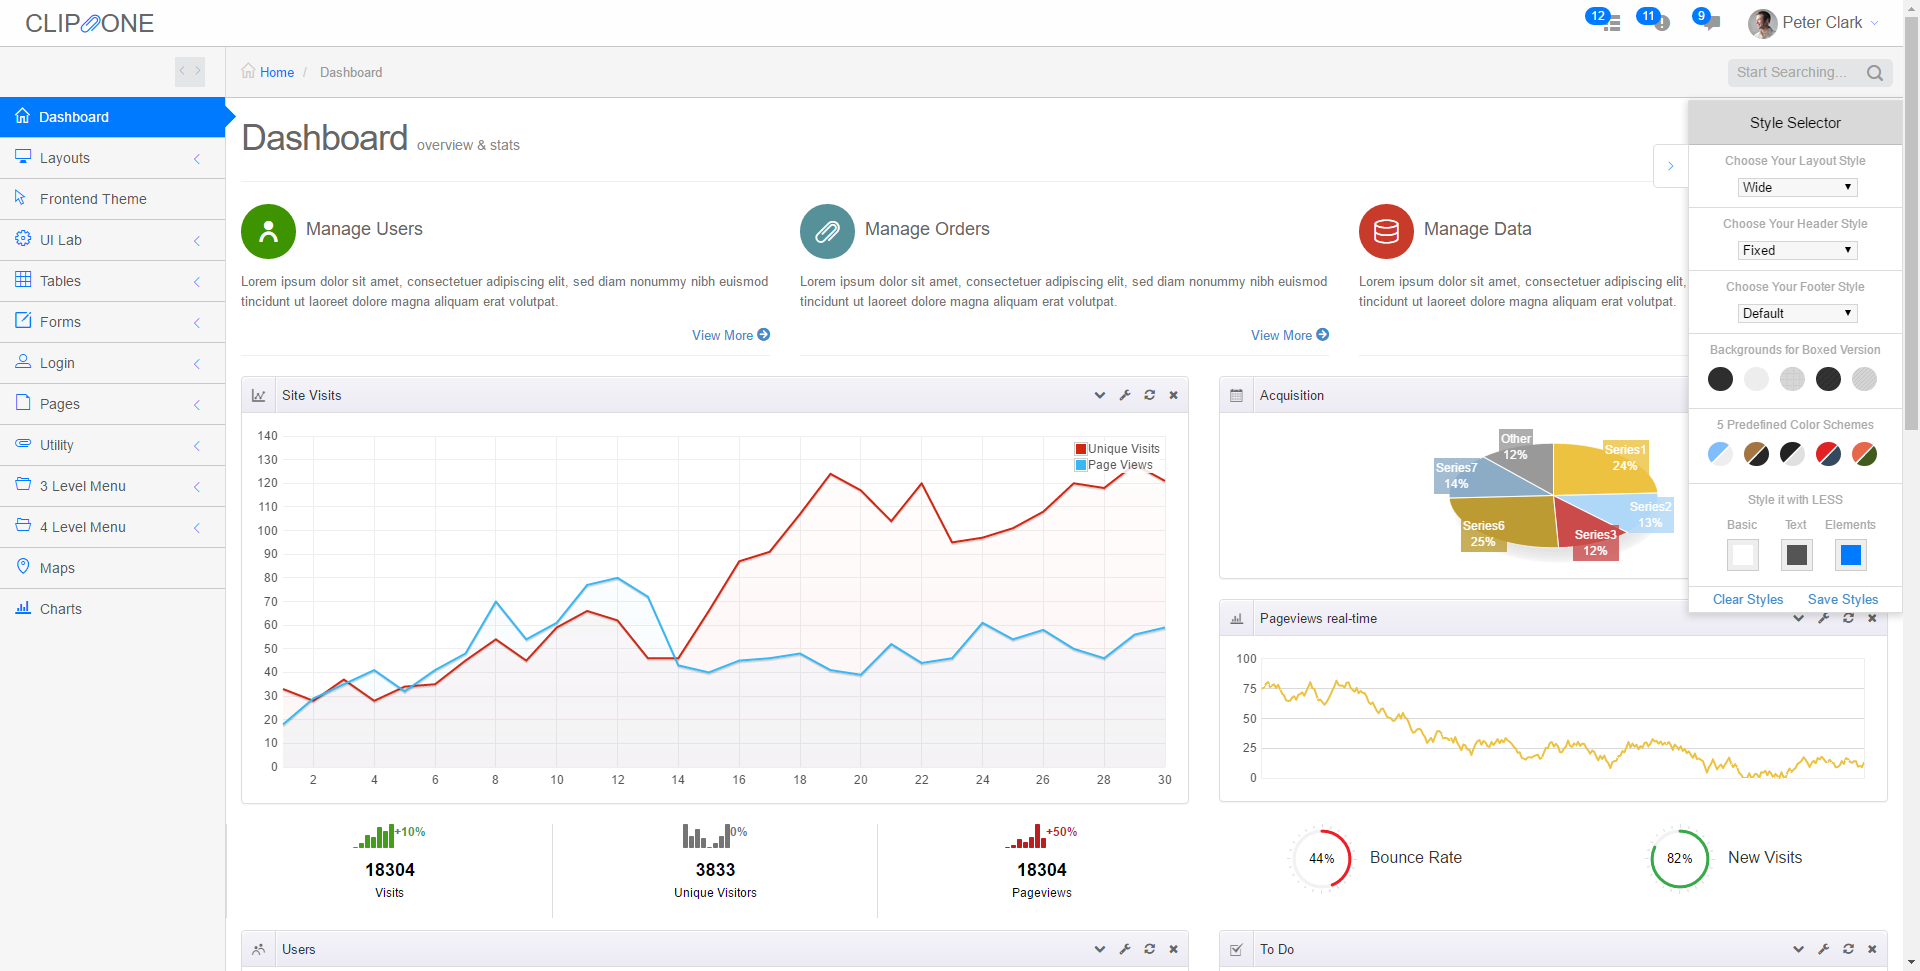 CLIP ONE
12
11
9
Peter Clark
Home / Dashboard
Start Searching...
Dashboard
Layouts
Frontend Theme
UI Lab
Tables
Forms
Login
Pages
Utility
3 Level Menu
4 Level Menu
Maps
Charts
Dashboard overview & stats
Manage Users
Lorem ipsum dolor sit amet, consectetuer adipiscing elit, sed diam nonummy nibh euismod
tincidunt ut laoreet dolore magna aliquam erat volutpat.
View More
Manage Orders
Lorem ipsum dolor sit amet, consectetuer adipiscing elit, sed diam nonummy nibh euismod
tincidunt ut laoreet dolore magna aliquam erat volutpat.
View More
Manage Data
Lorem ipsum dolor sit amet, consectetuer adipiscing elit,
tincidunt ut laoreet dolore magna aliquam erat volutpat.
Style Selector
Choose Your Layout Style
Wide
Choose Your Header Style
Fixed
Choose Your Footer Style
Default
Backgrounds for Boxed Version
5 Predefined Color Schemes
Style it with LESS
Basic Text Elements
Clear Styles Save Styles
Site Visits
140
130
120
110
100
90
80
70
60
50
40
30
20
10
0
2 4 6 8 10 12 14 16 18 20 22 24 26 28 30
Unique Visits
Page Views
Acquisition
Other
12%
Series1
24%
Series7
14%
Series2
13%
Series6
25%
Series3
12%
Pageviews real-time
100
75
50
25
0
+10%
18304
Visits
0%
3833
Unique Visitors
+50%
18304
Pageviews
44%
Bounce Rate
82%
New Visits
Users
To Do